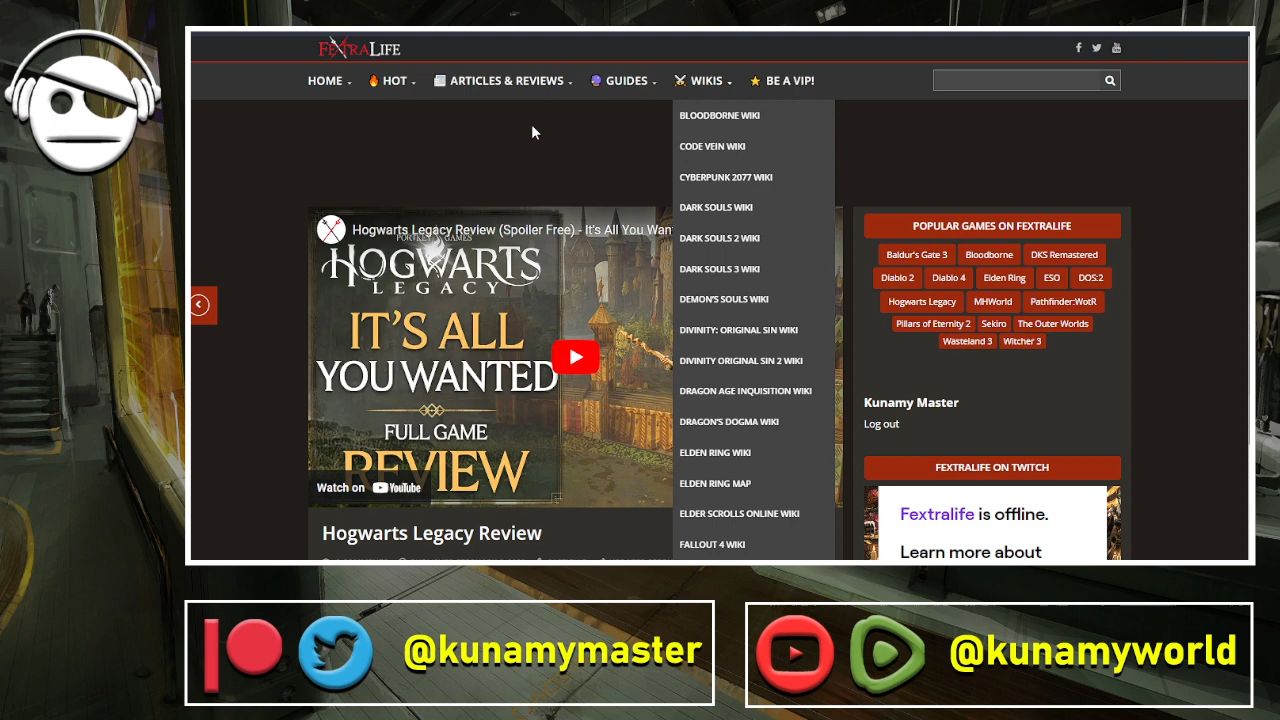 FEXTRALIFE
HOME HOT ARTICLES & REVIEWS GUIDES WIKIS BE A VIP!
BLOODBORNE WIKI
CODE VEIN WIKI
CYBERPUNK 2077 WIKI
DARK SOULS WIKI
DARK SOULS 2 WIKI
DARK SOULS 3 WIKI
DEMON'S SOULS WIKI
DIVINITY: ORIGINAL SIN WIKI
DIVINITY ORIGINAL SIN 2 WIKI
DRAGON AGE INQUISITION WIKI
DRAGON'S DOGMA WIKI
ELDEN RING WIKI
ELDEN RING MAP
ELDER SCROLLS ONLINE WIKI
FALLOUT 4 WIKI
Hogwarts Legacy Review (Spoiler Free) - It's All You Wan
PORTKEY GAMES
HOGWARTS
LEGACY
IT'S ALL
YOU WANTED
FULL GAME
REVIEW
Watch on YouTube
Hogwarts Legacy Review
POPULAR GAMES ON FEXTRALIFE
Baldur's Gate 3 Bloodborne DKS Remastered
Diablo 2 Diablo 4 Elden Ring ESO DOS:2
Hogwarts Legacy MHWorld Pathfinder:WotR
Pillars of Eternity 2 Sekiro The Outer Worlds
Wasteland 3 Witcher 3
Kunamy Master
Log out
FEXTRALIFE ON TWITCH
Fextralife is offline.
Learn more about
@kunamymaster
@kunamyworld